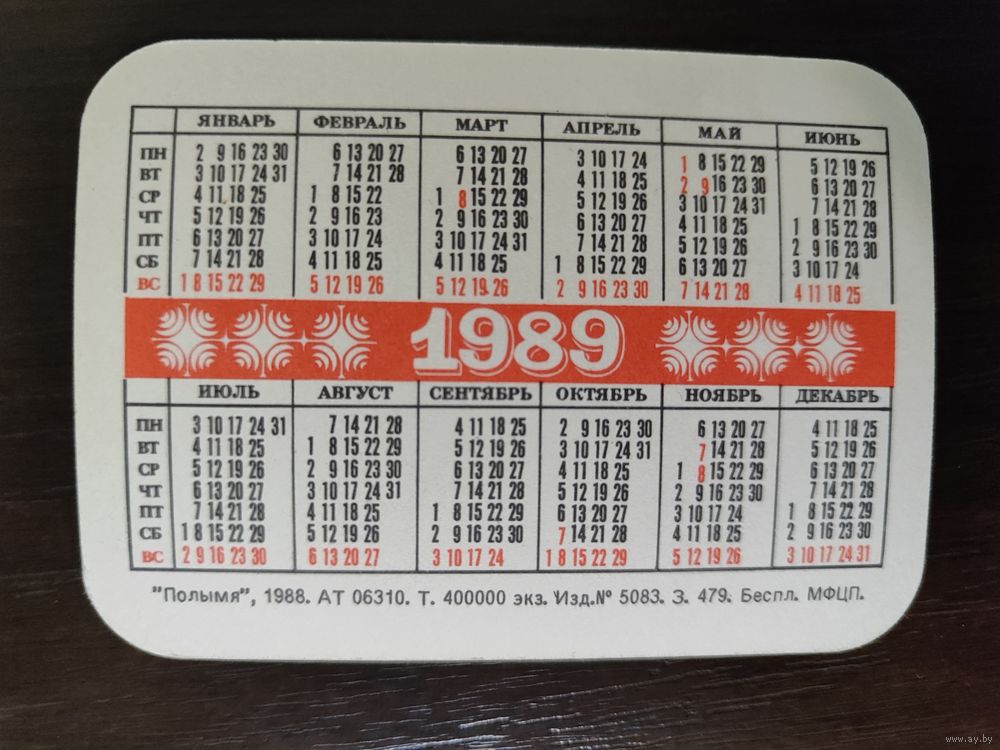 ЯНВАРЬ ФЕВРАЛЬ МАРТ АПРЕЛЬ МАЙ ИЮНЬ
ПН 2 9 16 23 30 6 13 20 27 6 13 20 27 3 10 17 24 1 8 15 22 29 5 12 19 26
ВТ 3 10 17 24 31 7 14 21 28 7 14 21 28 4 11 18 25 2 9 16 23 30 6 13 20 27
СР 4 11 18 25 1 8 15 22 1 8 15 22 29 5 12 19 26 3 10 17 24 31 7 14 21 28
ЧТ 5 12 19 26 2 9 16 23 2 9 16 23 30 6 13 20 27 4 11 18 25 1 8 15 22 29
ПТ 6 13 20 27 3 10 17 24 3 10 17 24 31 7 14 21 28 5 12 19 26 2 9 16 23 30
СБ 7 14 21 28 4 11 18 25 4 11 18 25 1 8 15 22 29 6 13 20 27 3 10 17 24
ВС 1 8 15 22 29 5 12 19 26 5 12 19 26 2 9 16 23 30 7 14 21 28 4 11 18 25
1989
ИЮЛЬ АВГУСТ СЕНТЯБРЬ ОКТЯБРЬ НОЯБРЬ ДЕКАБРЬ
ПН 3 10 17 24 31 7 14 21 28 4 11 18 25 2 9 16 23 30 6 13 20 27 4 11 18 25
ВТ 4 11 18 25 1 8 15 22 29 5 12 19 26 3 10 17 24 31 7 14 21 28 5 12 19 26
СР 5 12 19 26 2 9 16 23 30 6 13 20 27 4 11 18 25 1 8 15 22 29 6 13 20 27
ЧТ 6 13 20 27 3 10 17 24 31 7 14 21 28 5 12 19 26 2 9 16 23 30 7 14 21 28
ПТ 7 14 21 28 4 11 18 25 1 8 15 22 29 6 13 20 27 3 10 17 24 1 8 15 22 29
СБ 1 8 15 22 29 5 12 19 26 2 9 16 23 30 7 14 21 28 4 11 18 25 2 9 16 23 30
ВС 2 9 16 23 30 6 13 20 27 3 10 17 24 1 8 15 22 29 5 12 19 26 3 10 17 24 31
"Полымя", 1988. АТ 06310. Т. 400000 экз. Изд.№ 5083. З. 479. Беспл. МФЦП.
www.ay.by